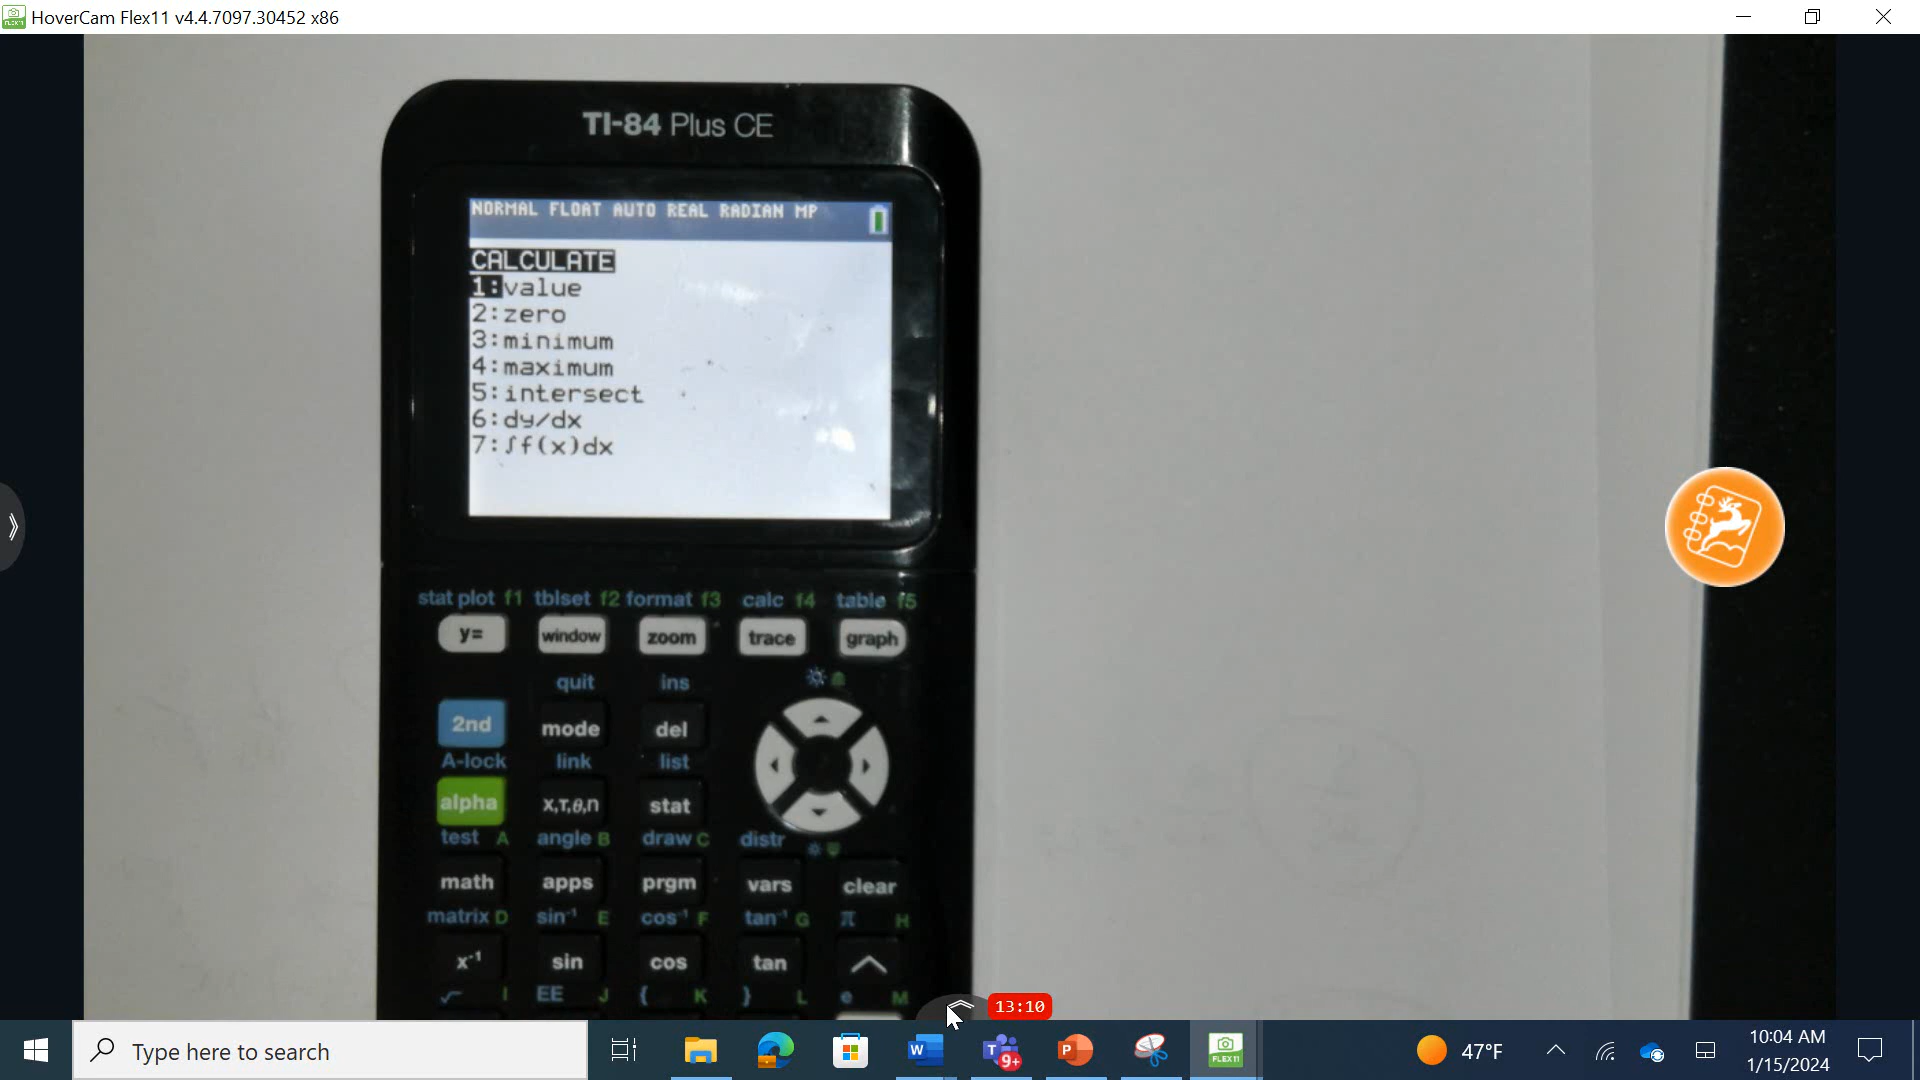 HoverCam Flex11 v4.4.7097.30452 x86
TI-84 Plus CE
NORMAL FLOAT AUTO REAL RADIAN MP
CALCULATE
1:value
2:zero
3:minimum
4:maximum
5:intersect
6:dy/dx
7:∫f(x)dx
stat plot f1 tblset f2 format f3 calc f4 table f5
y= window zoom trace graph
quit ins
2nd mode del
A-lock link list
alpha x,T,θ,n stat
test A angle B draw C distr
math apps prgm vars clear
matrix D sin⁻¹ E cos⁻¹ F tan⁻¹ G π H
x⁻¹ sin cos tan ^
√ I EE J { K } L e M
13:10
Type here to search
W
T
9+
P
FLEX11
47°F
10:04 AM
1/15/2024